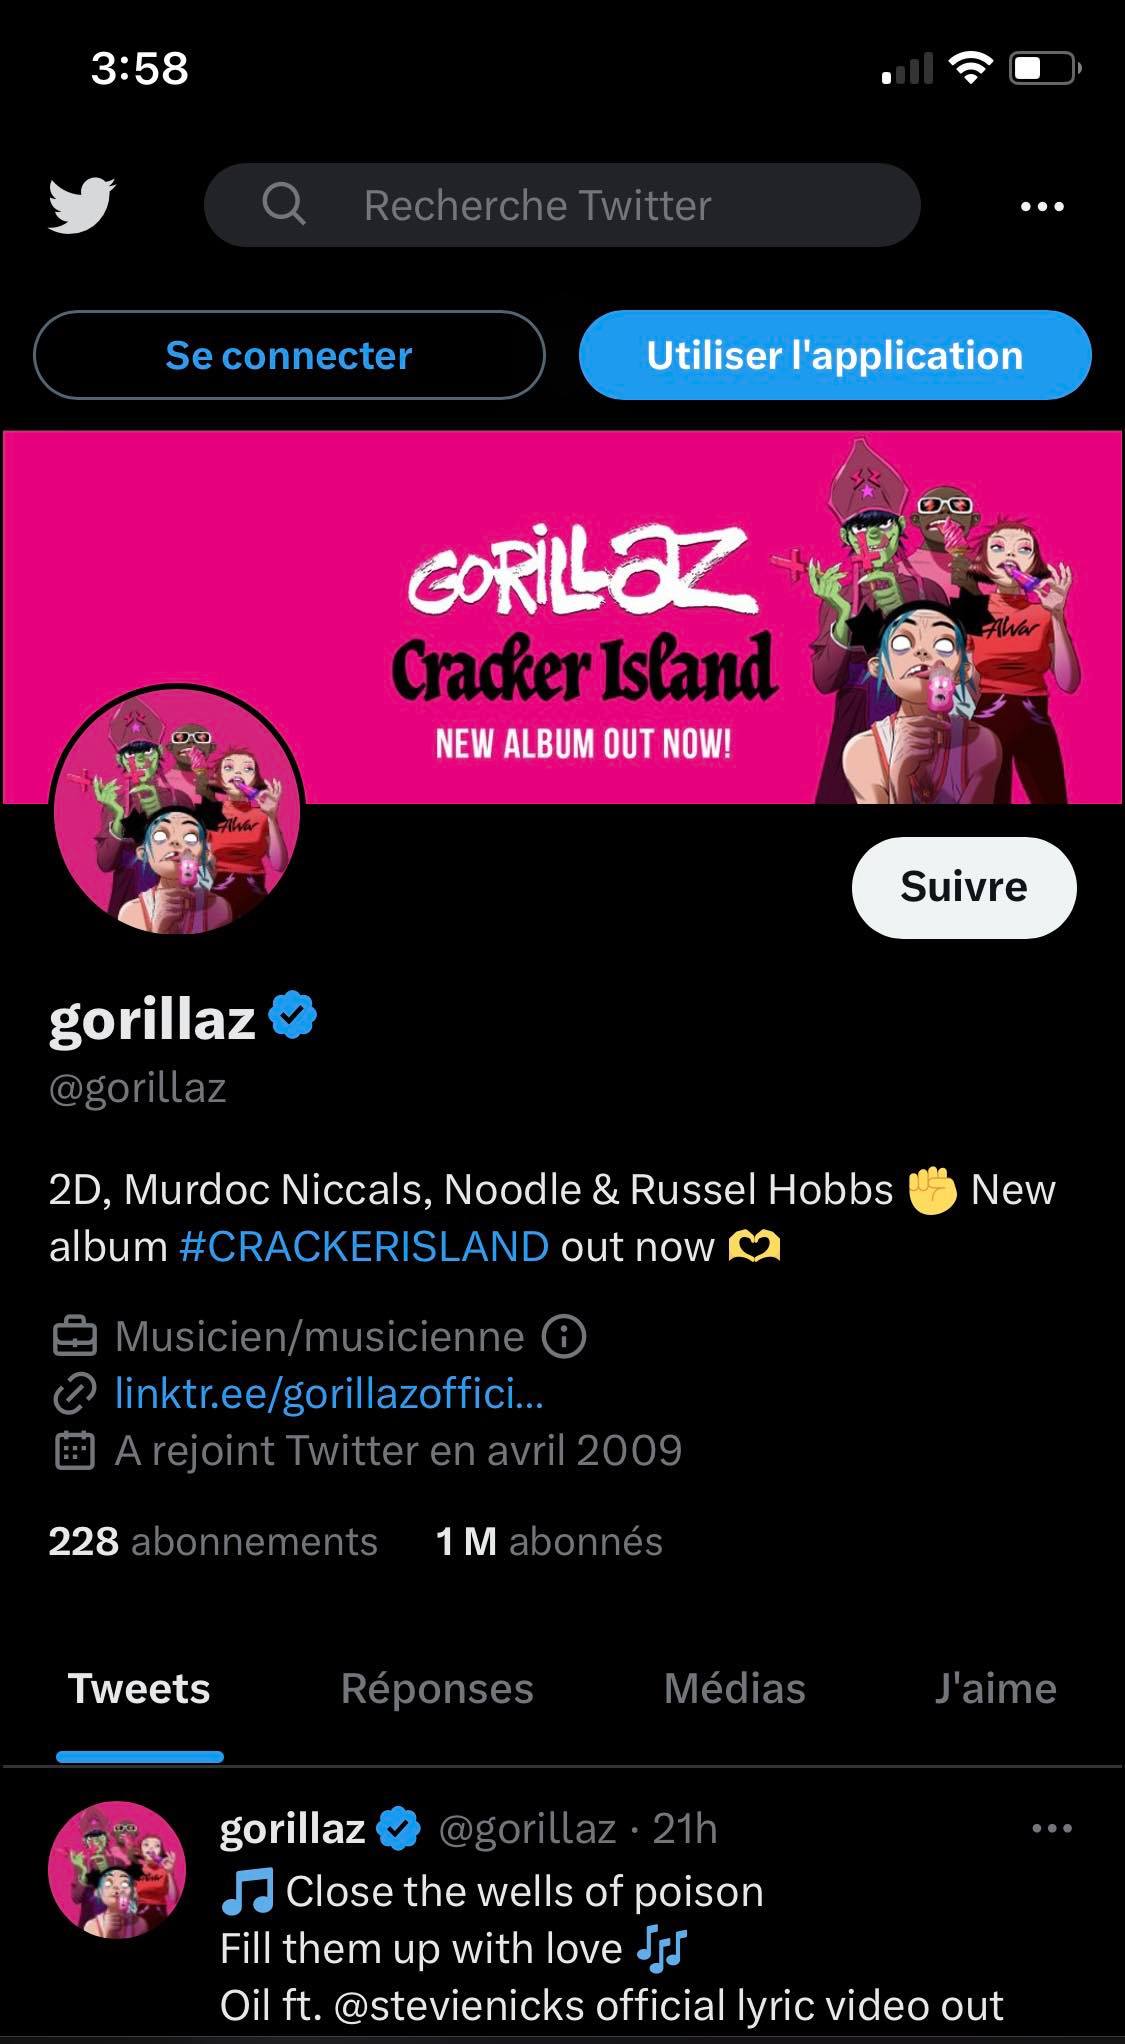 3:58
Recherche Twitter
Se connecter
Utiliser l'application
GORILLAZ
Cracker Island
NEW ALBUM OUT NOW!
Alvar
Alvar
Suivre
gorillaz
@gorillaz
2D, Murdoc Niccals, Noodle & Russel Hobbs ✊ New
album #CRACKERISLAND out now 🫶
Musicien/musicienne
linktr.ee/gorillazoffici...
A rejoint Twitter en avril 2009
228 abonnements 1 M abonnés
Tweets Réponses Médias J'aime
gorillaz @gorillaz · 21h
🎵 Close the wells of poison
Fill them up with love 🎶
Oil ft. @stevienicks official lyric video out